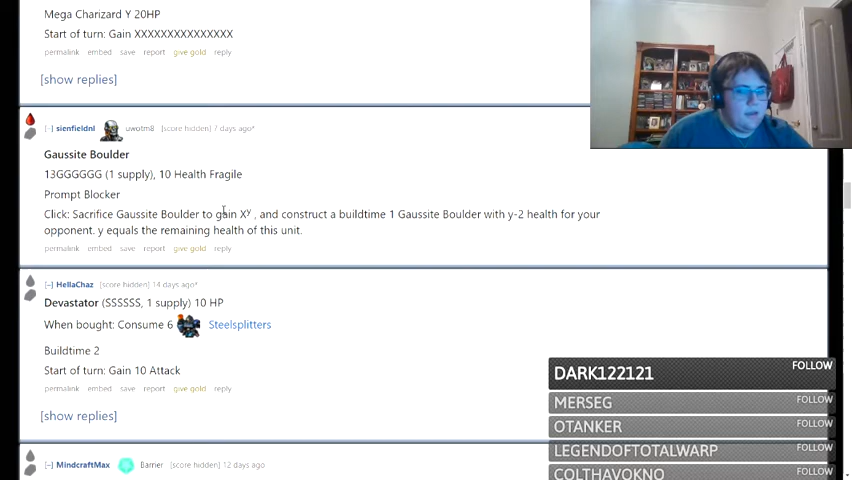 Mega Charizard Y 20HP
Start of turn: Gain XXXXXXXXXXXXXXX
permalink embed save report give gold reply
[show replies]
[–] sienfieldnl uwotm8 [score hidden] 7 days ago*
Gaussite Boulder
13GGGGGG (1 supply), 10 Health Fragile
Prompt Blocker
Click: Sacrifice Gaussite Boulder to gain Xʸ , and construct a buildtime 1 Gaussite Boulder with y-2 health for your
opponent. y equals the remaining health of this unit.
permalink embed save report give gold reply
[–] HellaChaz [score hidden] 14 days ago*
Devastator (SSSSSS, 1 supply) 10 HP
When bought: Consume 6 Steelsplitters
Buildtime 2
Start of turn: Gain 10 Attack
permalink embed save report give gold reply
[show replies]
[–] MindcraftMax Barrier [score hidden] 12 days ago
DARK122121 FOLLOW
MERSEG FOLLOW
OTANKER FOLLOW
LEGENDOFTOTALWARP FOLLOW
COLTHAVOKNO FOLLOW